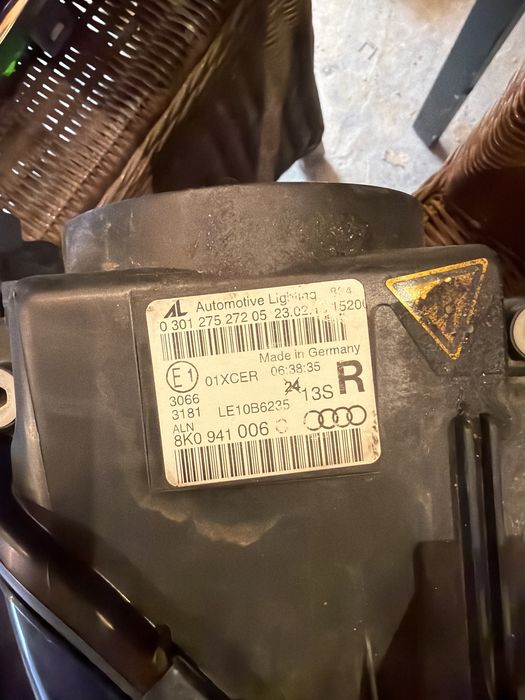 AL Automotive Lighting
0 301 275 272 05 23.02.
Made in Germany
E1 01XCER 06:38:35
R
3066
24 13S
3181 LE10B6235
ALN
8K0 941 006